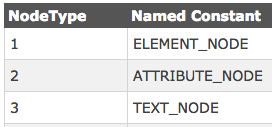 NodeType Named Constant
1 ELEMENT_NODE
2 ATTRIBUTE_NODE
3 TEXT_NODE